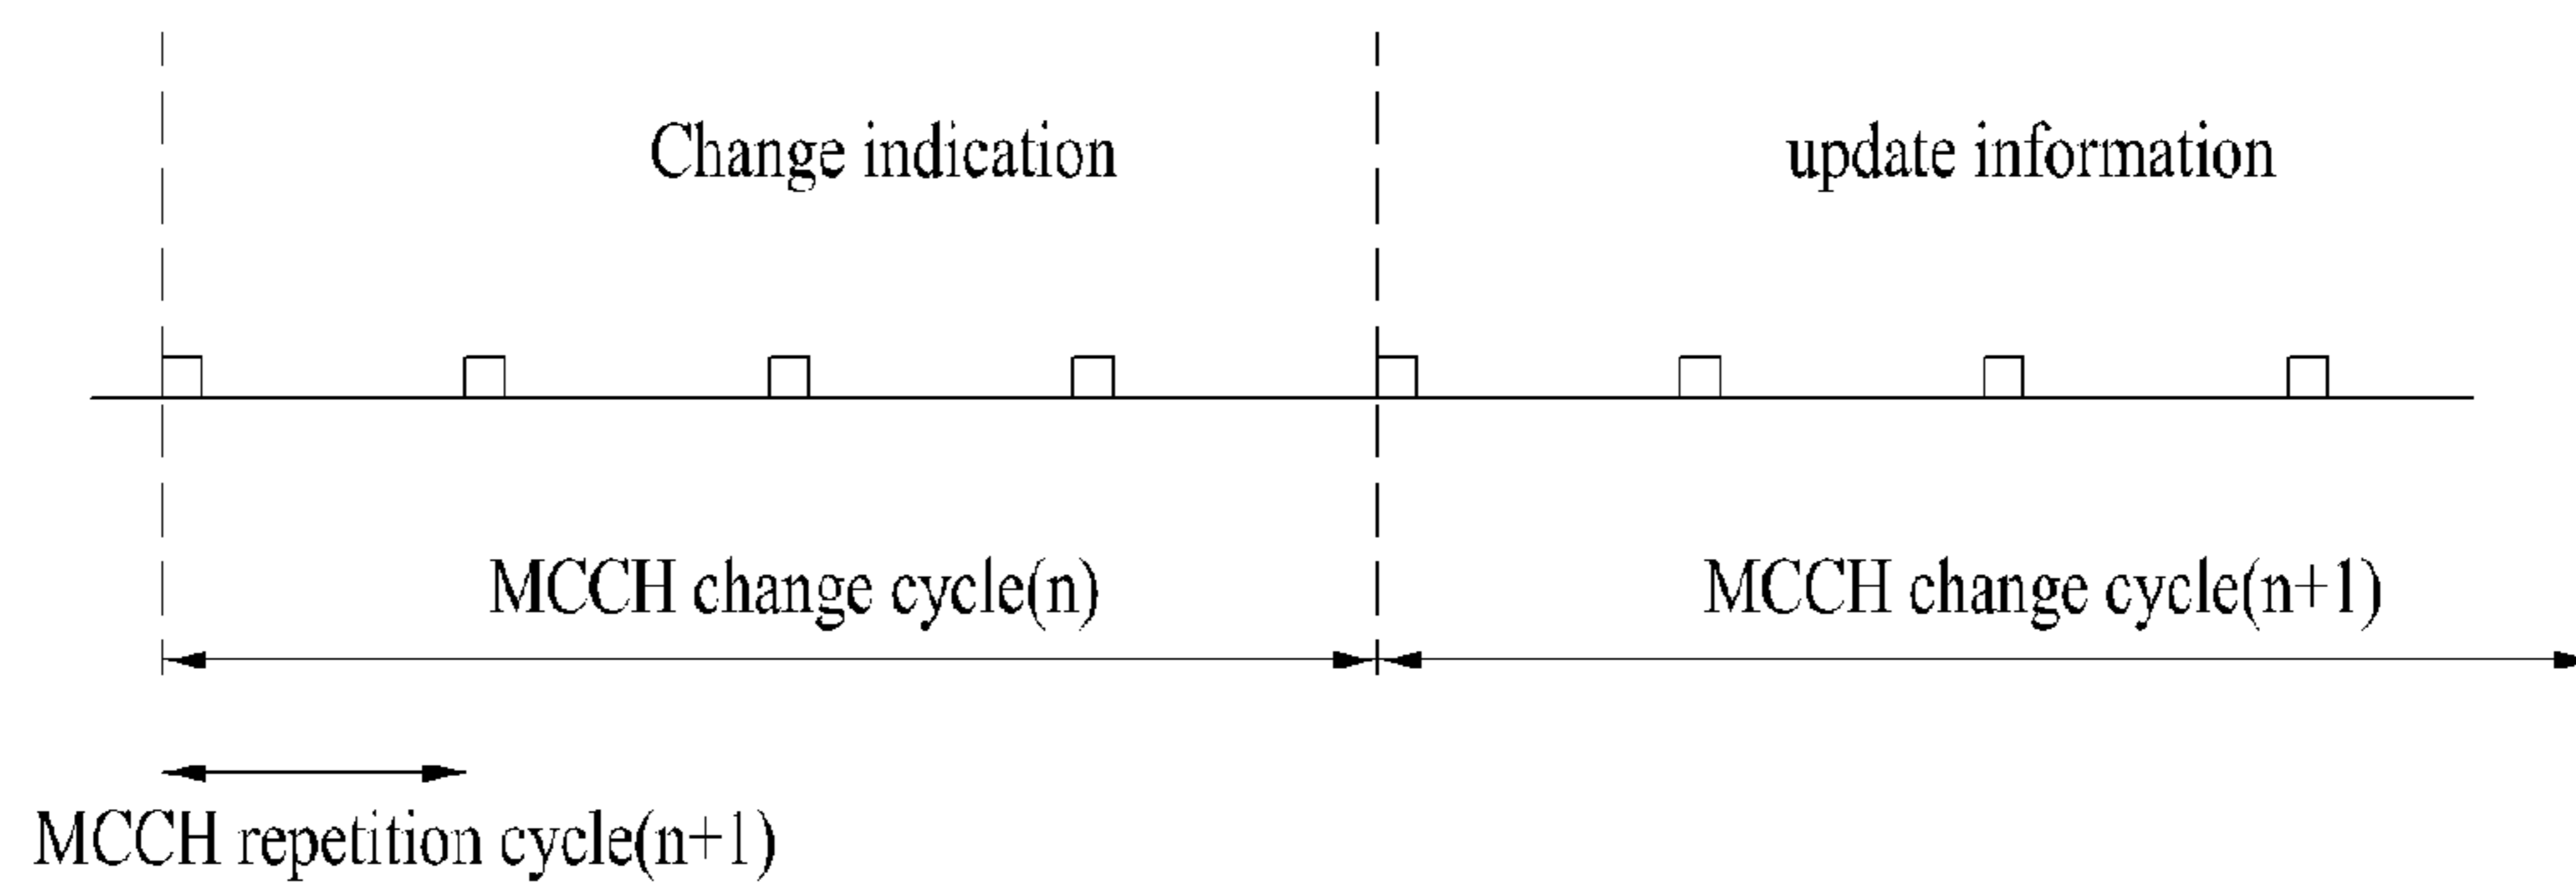 Change indication
update information
MCCH change cycle(n)
MCCH change cycle(n+1)
MCCH repetition cycle(n+1)